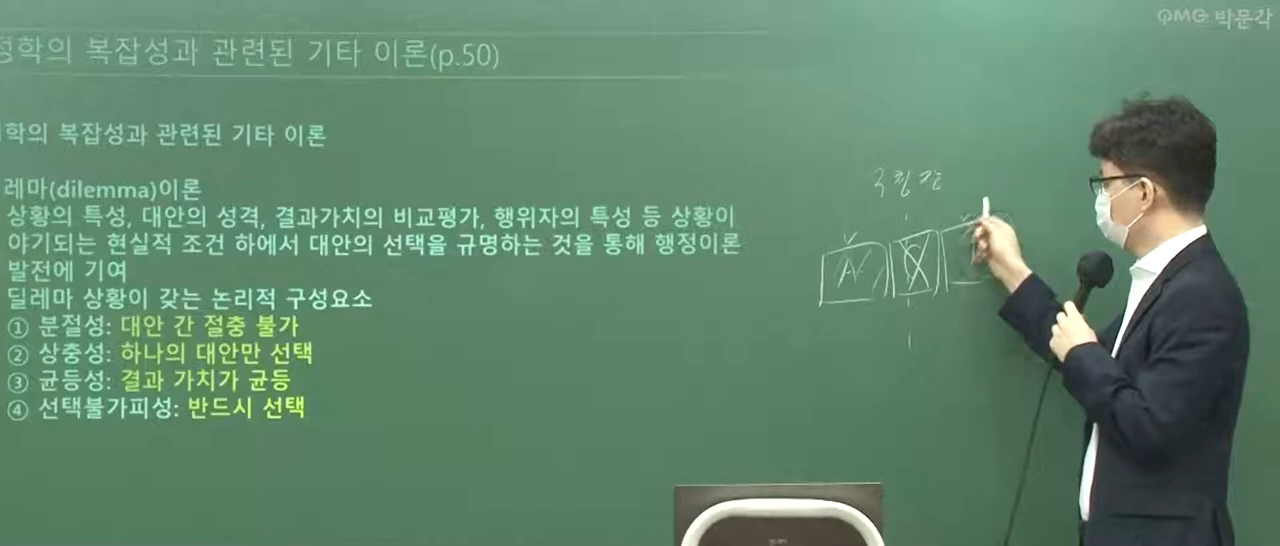 PMG 박문각
정학의 복잡성과 관련된 기타 이론(p.50)
학의 복잡성과 관련된 기타 이론
레마(dilemma)이론
상황의 특성, 대안의 성격, 결과가치의 비교평가, 행위자의 특성 등 상황이
야기되는 현실적 조건 하에서 대안의 선택을 규명하는 것을 통해 행정이론
발전에 기여
딜레마 상황이 갖는 논리적 구성요소
① 분절성: 대안 간 절충 불가
② 상충성: 하나의 대안만 선택
③ 균등성: 결과 가치가 균등
④ 선택불가피성: 반드시 선택
A